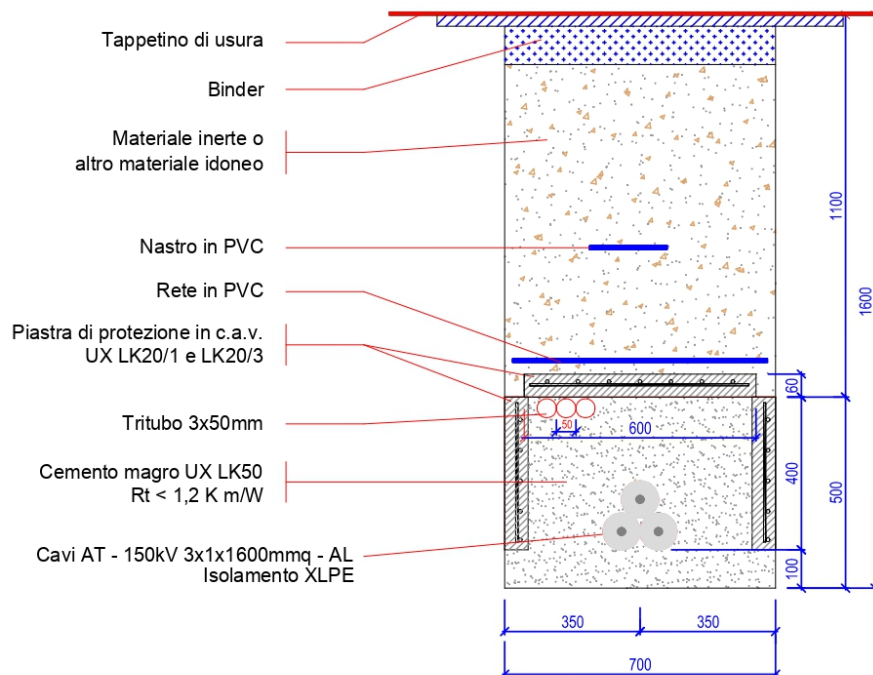 Tappetino di usura
Binder
Materiale inerte o
altro materiale idoneo
Nastro in PVC
Rete in PVC
Piastra di protezione in c.a.v.
UX LK20/1 e LK20/3
Tritubo 3x50mm
Cemento magro UX LK50
Rt < 1,2 K m/W
Cavi AT - 150kV 3x1x1600mmq - AL
Isolamento XLPE
1100
1600
60
50
600
400
500
100
350
350
700